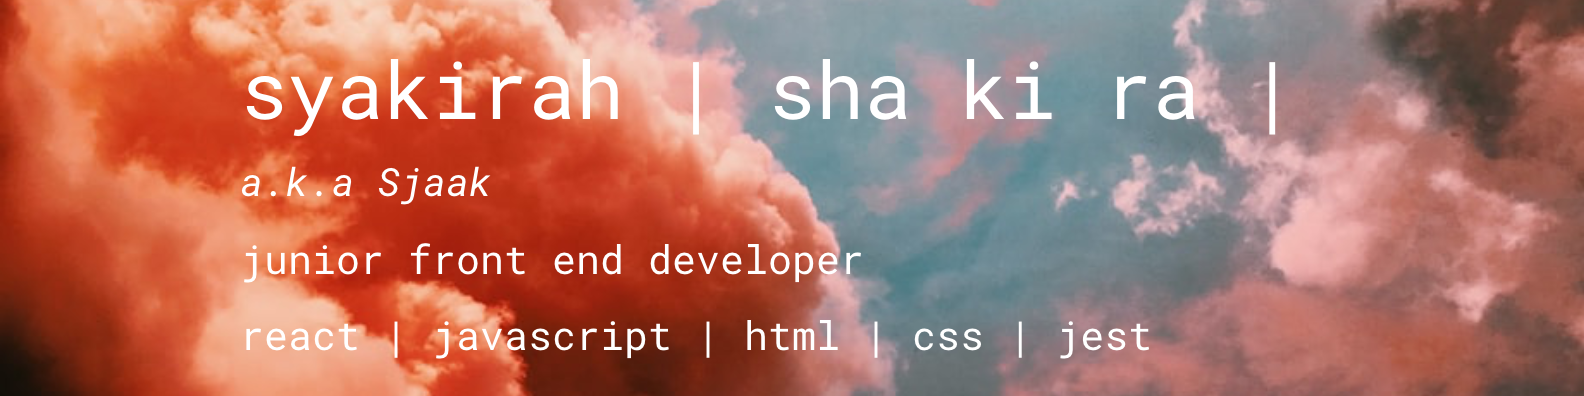 syakirah | sha ki ra |
a.k.a Sjaak
junior front end developer
react | javascript | html | css | jest